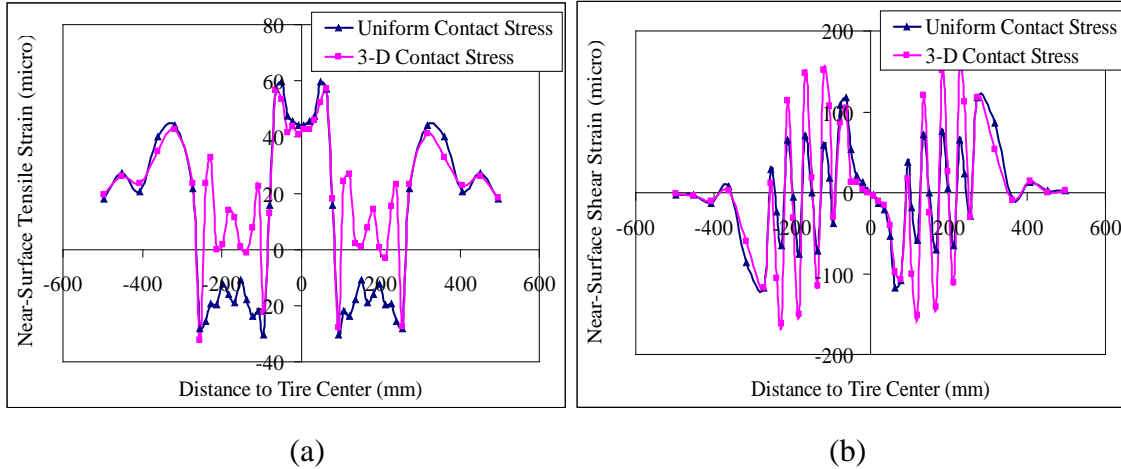 Near-Surface Tensile Strain (micro)
80
60
40
20
0
-20
-40
-600
-400
-200
0
200
400
600
Uniform Contact Stress
3-D Contact Stress
Distance to Tire Center (mm)
(a)
Near-Surface Shear Strain (micro)
200
100
0
-100
-200
-600
-400
-200
0
200
400
600
Uniform Contact Stress
3-D Contact Stress
Distance to Tire Center (mm)
(b)